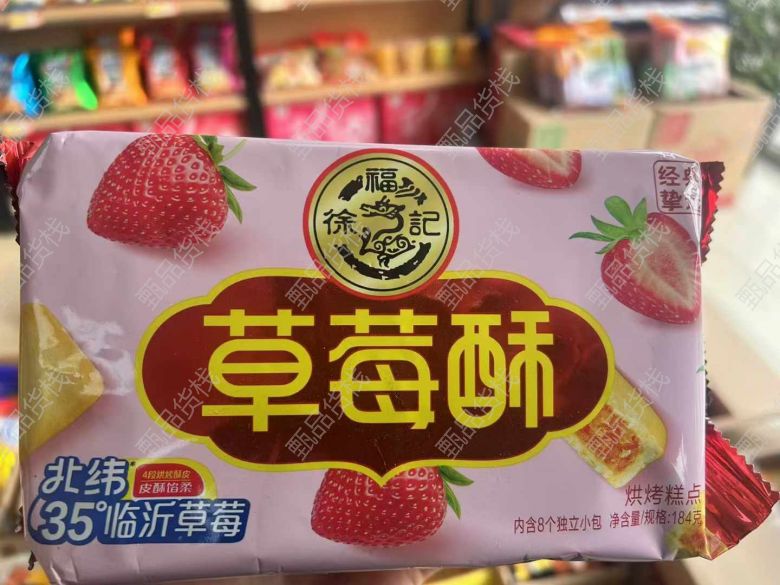 徐福記
经典
草莓酥
北纬
35°临沂草莓
4段烘烤酥皮
皮酥馅柔
烘烤糕点
内含8个独立小包 净含量/规格:184克
甄品货栈